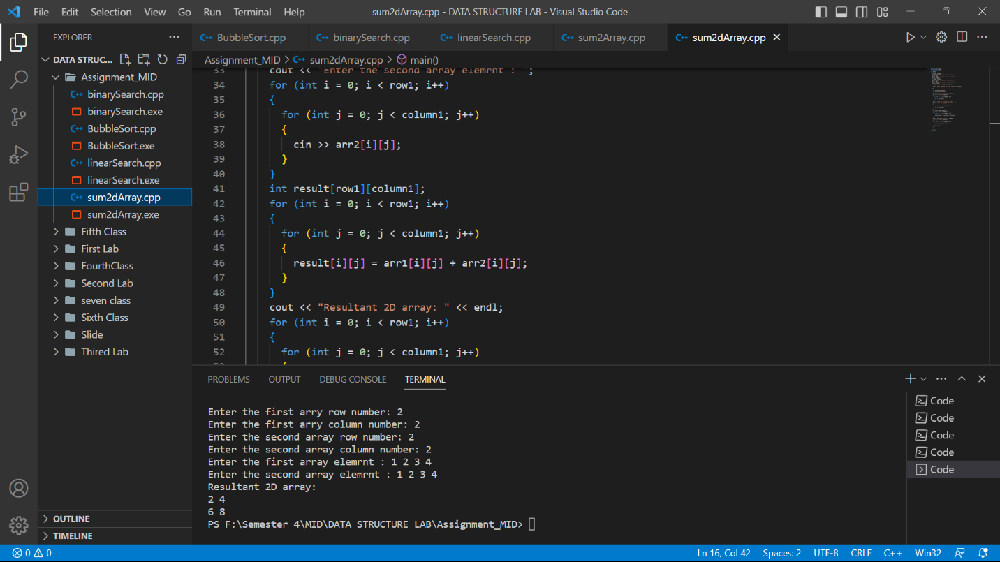 File Edit Selection View Go Run Terminal Help sum2dArray.cpp - DATA STRUCTURE LAB - Visual Studio Code
EXPLORER
DATA STRUC...
Assignment_MID
binarySearch.cpp
binarySearch.exe
BubbleSort.cpp
BubbleSort.exe
linearSearch.cpp
linearSearch.exe
sum2dArray.cpp
sum2dArray.exe
Fifth Class
First Lab
FourthClass
Second Lab
seven class
Sixth Class
Slide
Thired Lab
OUTLINE
TIMELINE
BubbleSort.cpp binarySearch.cpp linearSearch.cpp sum2Array.cpp sum2dArray.cpp
Assignment_MID > sum2dArray.cpp > main()
33 cout << "Enter the second array elemrnt : ";
34 for (int i = 0; i < row1; i++)
35 {
36 for (int j = 0; j < column1; j++)
37 {
38 cin >> arr2[i][j];
39 }
40 }
41 int result[row1][column1];
42 for (int i = 0; i < row1; i++)
43 {
44 for (int j = 0; j < column1; j++)
45 {
46 result[i][j] = arr1[i][j] + arr2[i][j];
47 }
48 }
49 cout << "Resultant 2D array: " << endl;
50 for (int i = 0; i < row1; i++)
51 {
52 for (int j = 0; j < column1; j++)
53 {
PROBLEMS OUTPUT DEBUG CONSOLE TERMINAL
Enter the first arry row number: 2
Enter the first arry column number: 2
Enter the second array row number: 2
Enter the second array column number: 2
Enter the first array elemrnt : 1 2 3 4
Enter the second array elemrnt : 1 2 3 4
Resultant 2D array:
2 4
6 8
PS F:\Semester 4\MID\DATA STRUCTURE LAB\Assignment_MID>
Code
Code
Code
Code
Code
0 0 Ln 16, Col 42 Spaces: 2 UTF-8 CRLF C++ Win32